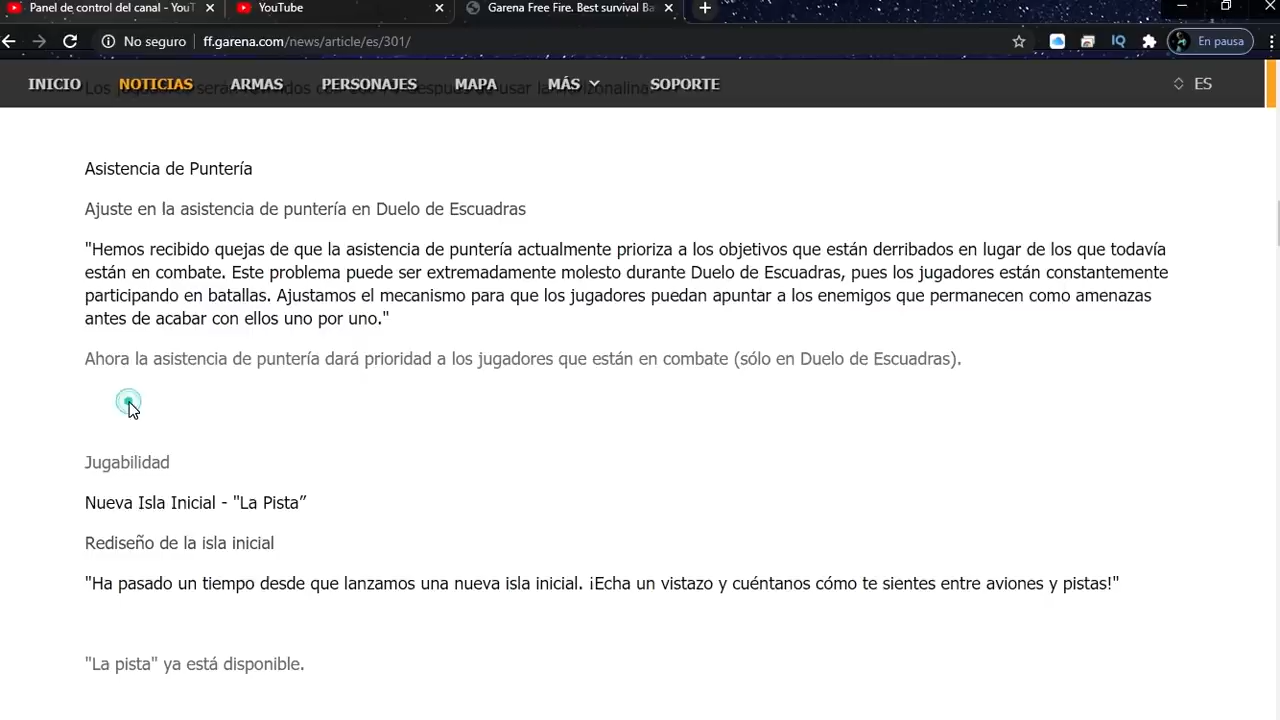 Panel de control del canal - YouT
YouTube
Garena Free Fire. Best survival Ba
No seguro
ff.garena.com/news/article/es/301/
IQ
En pausa
INICIO
NOTICIAS
ARMAS
PERSONAJES
MAPA
MÁS
SOPORTE
ES
Asistencia de Puntería
Ajuste en la asistencia de puntería en Duelo de Escuadras
"Hemos recibido quejas de que la asistencia de puntería actualmente prioriza a los objetivos que están derribados en lugar de los que todavía
están en combate. Este problema puede ser extremadamente molesto durante Duelo de Escuadras, pues los jugadores están constantemente
participando en batallas. Ajustamos el mecanismo para que los jugadores puedan apuntar a los enemigos que permanecen como amenazas
antes de acabar con ellos uno por uno."
Ahora la asistencia de puntería dará prioridad a los jugadores que están en combate (sólo en Duelo de Escuadras).
Jugabilidad
Nueva Isla Inicial - "La Pista”
Rediseño de la isla inicial
"Ha pasado un tiempo desde que lanzamos una nueva isla inicial. ¡Echa un vistazo y cuéntanos cómo te sientes entre aviones y pistas!"
"La pista" ya está disponible.